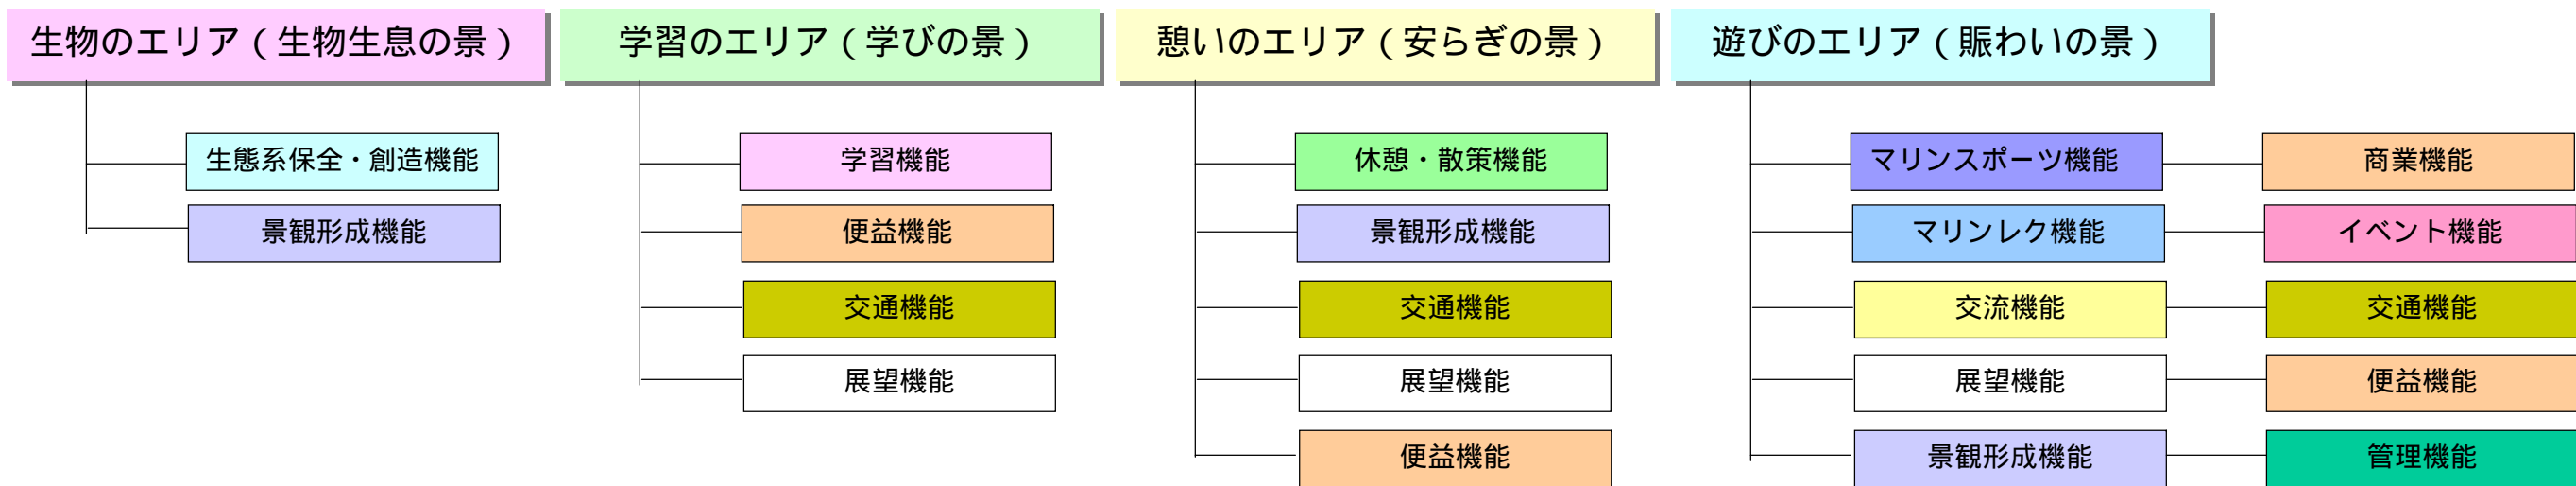 生物のエリア（生物生息の景）
生態系保全・創造機能
景観形成機能
学習のエリア（学びの景）
学習機能
便益機能
交通機能
展望機能
憩いのエリア（安らぎの景）
休憩・散策機能
景観形成機能
交通機能
展望機能
便益機能
遊びのエリア（賑わいの景）
マリンスポーツ機能
商業機能
マリンレク機能
イベント機能
交流機能
交通機能
展望機能
便益機能
景観形成機能
管理機能